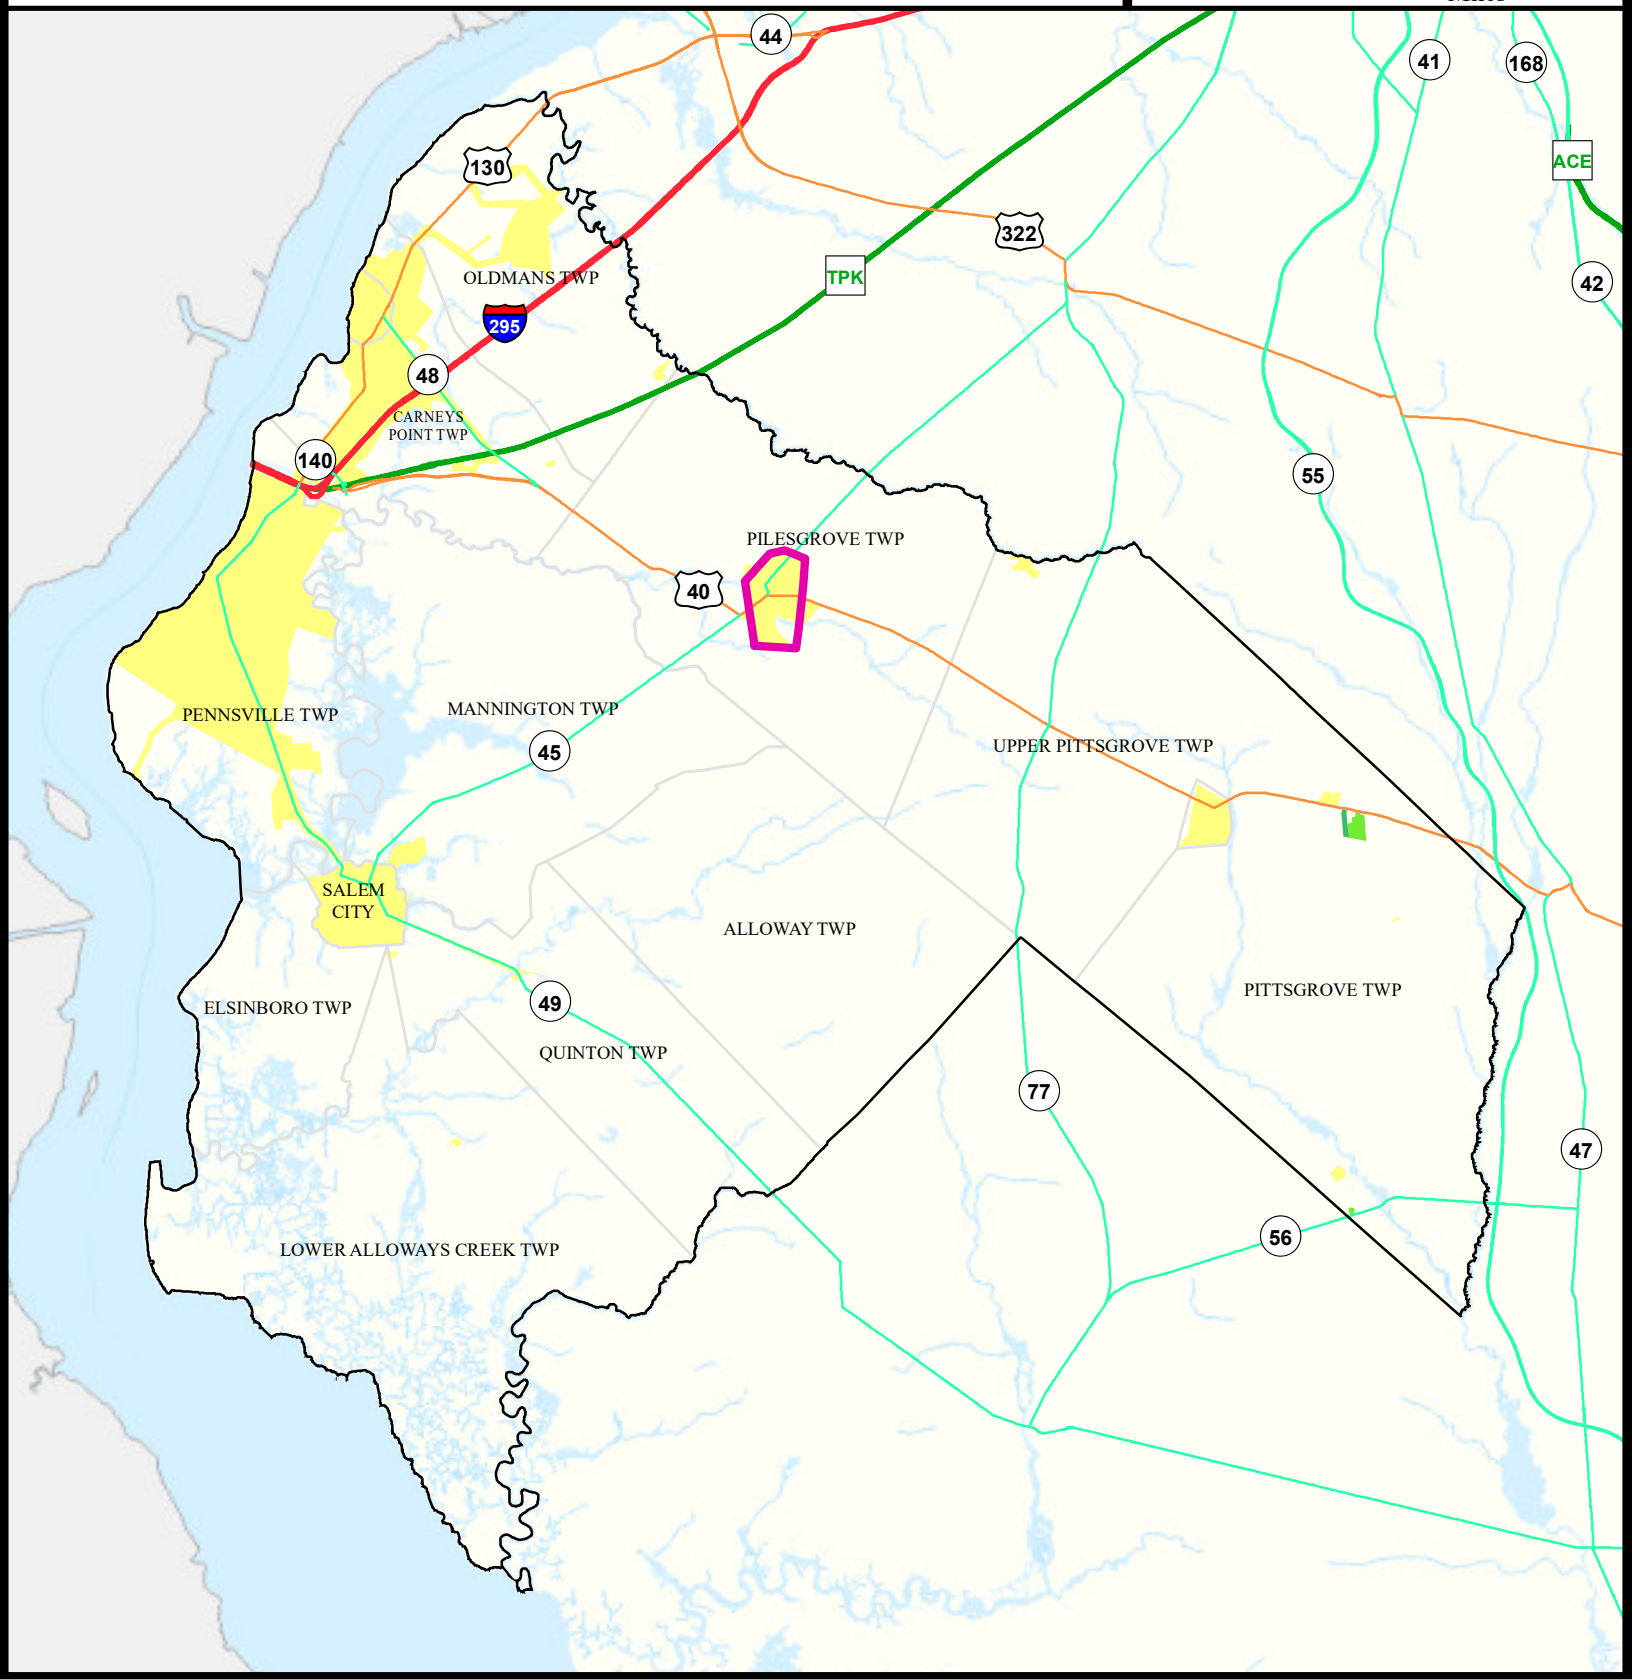 44
41
168
ACE
130
322
TPK
OLDMANS TWP
42
295
48
CARNEYS
POINT TWP
140
55
PILESGROVE TWP
40
PENNSVILLE TWP
MANNINGTON TWP
45
UPPER PITTSGROVE TWP
SALEM
CITY
ALLOWAY TWP
PITTSGROVE TWP
ELSINBORO TWP
49
QUINTON TWP
77
47
56
LOWER ALLOWAYS CREEK TWP